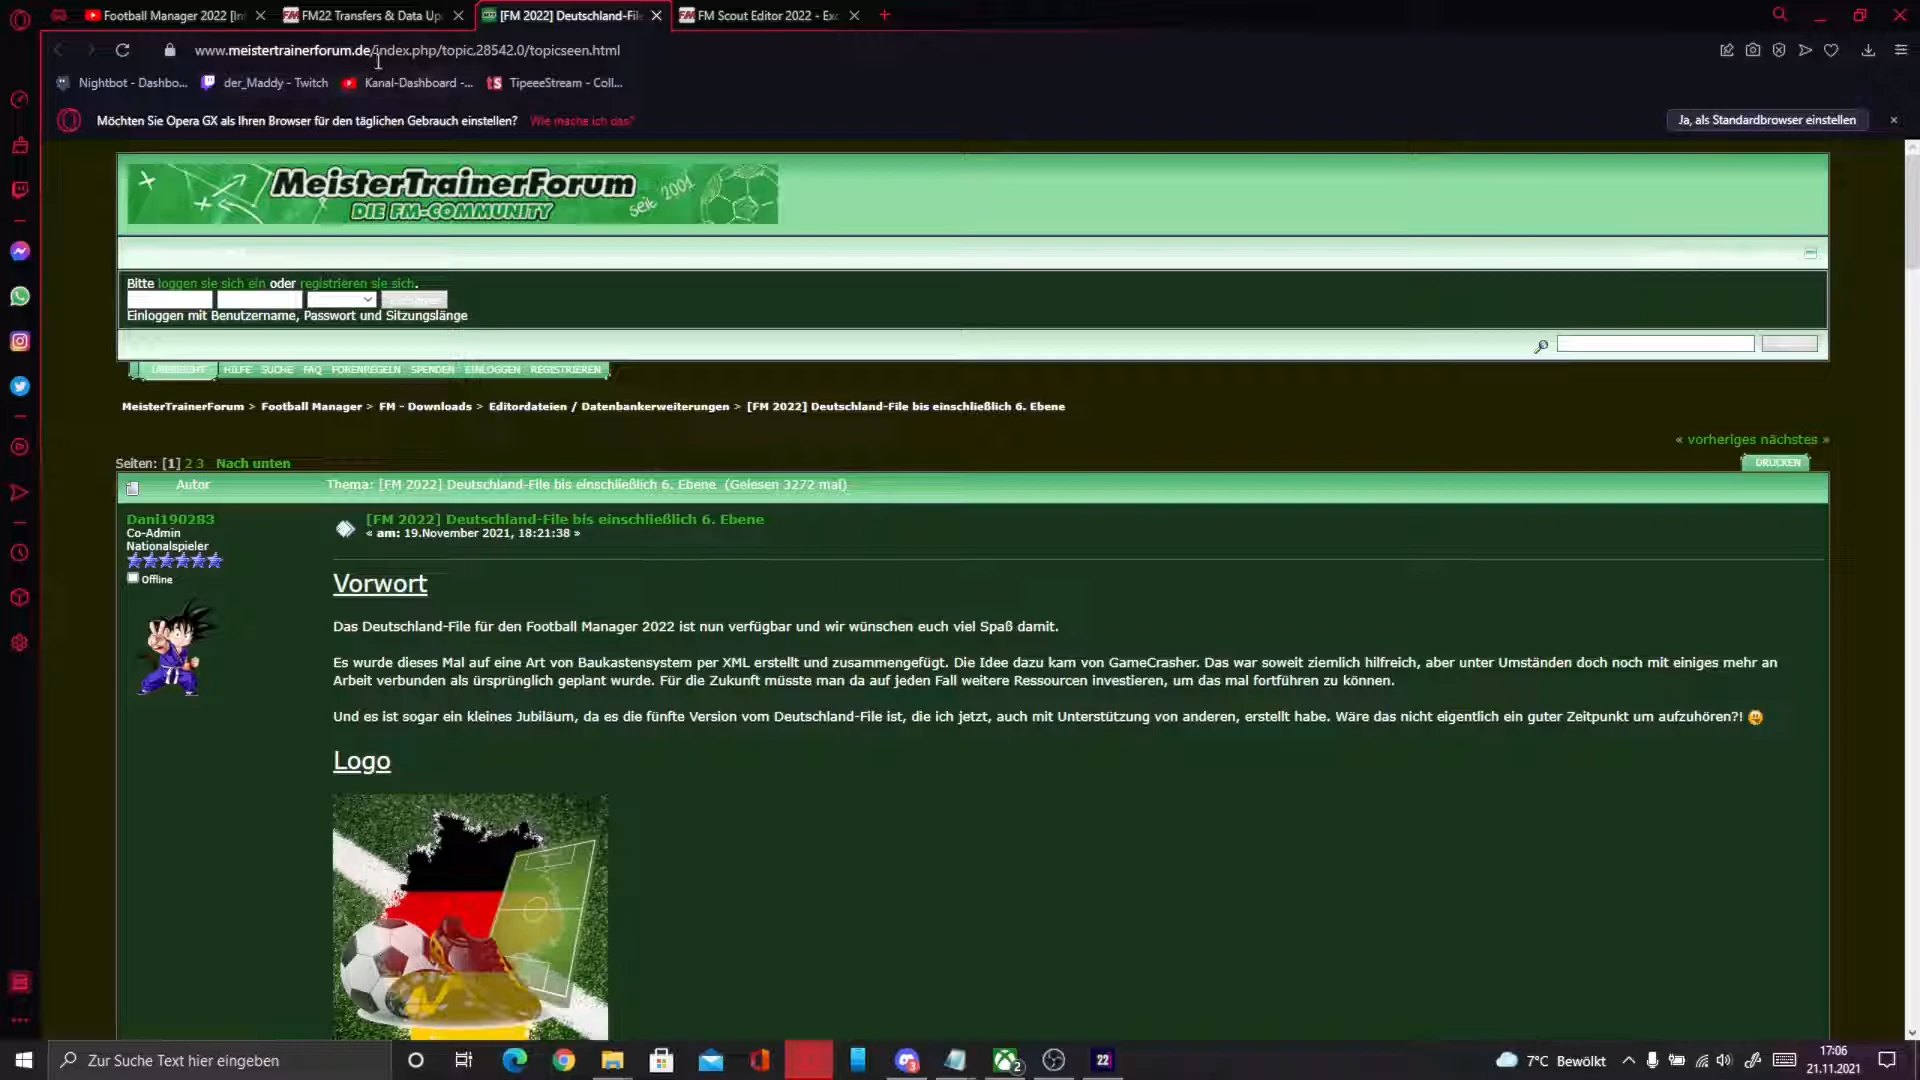 Football Manager 2022 [In
FM22 Transfers & Data Up
[FM 2022] Deutschland-Fil
FM Scout Editor 2022 - Ex
www.meistertrainerforum.de/index.php/topic.28542.0/topicseen.html
Nightbot - Dashbo...
der_Maddy - Twitch
Kanal-Dashboard -...
TipeeeStream - Coll...
Möchten Sie Opera GX als Ihren Browser für den täglichen Gebrauch einstellen? Wie mache ich das?
Ja, als Standardbrowser einstellen
MeisterTrainerForum
DIE FM-COMMUNITY
seit 2001
Bitte loggen sie sich ein oder registrieren sie sich.
Einloggen mit Benutzername, Passwort und Sitzungslänge
ÜBERSICHT HILFE SUCHE FAQ FORENREGELN SPENDEN EINLOGGEN REGISTRIEREN
MeisterTrainerForum > Football Manager > FM - Downloads > Editordateien / Datenbankerweiterungen > [FM 2022] Deutschland-File bis einschließlich 6. Ebene
« vorheriges nächstes »
Seiten: [1] 2 3 Nach unten
DRUCKEN
Autor
Thema: [FM 2022] Deutschland-File bis einschließlich 6. Ebene (Gelesen 3272 mal)
Dani190283
Co-Admin
Nationalspieler
Offline
[FM 2022] Deutschland-File bis einschließlich 6. Ebene
« am: 19.November 2021, 18:21:38 »
Vorwort
Das Deutschland-File für den Football Manager 2022 ist nun verfügbar und wir wünschen euch viel Spaß damit.
Es wurde dieses Mal auf eine Art von Baukastensystem per XML erstellt und zusammengefügt. Die Idee dazu kam von GameCrasher. Das war soweit ziemlich hilfreich, aber unter Umständen doch noch mit einiges mehr an
Arbeit verbunden als ürsprünglich geplant wurde. Für die Zukunft müsste man da auf jeden Fall weitere Ressourcen investieren, um das mal fortführen zu können.
Und es ist sogar ein kleines Jubiläum, da es die fünfte Version vom Deutschland-File ist, die ich jetzt, auch mit Unterstützung von anderen, erstellt habe. Wäre das nicht eigentlich ein guter Zeitpunkt um aufzuhören?!
Logo
Zur Suche Text hier eingeben
3
2
22
7°C Bewölkt
17:06
21.11.2021